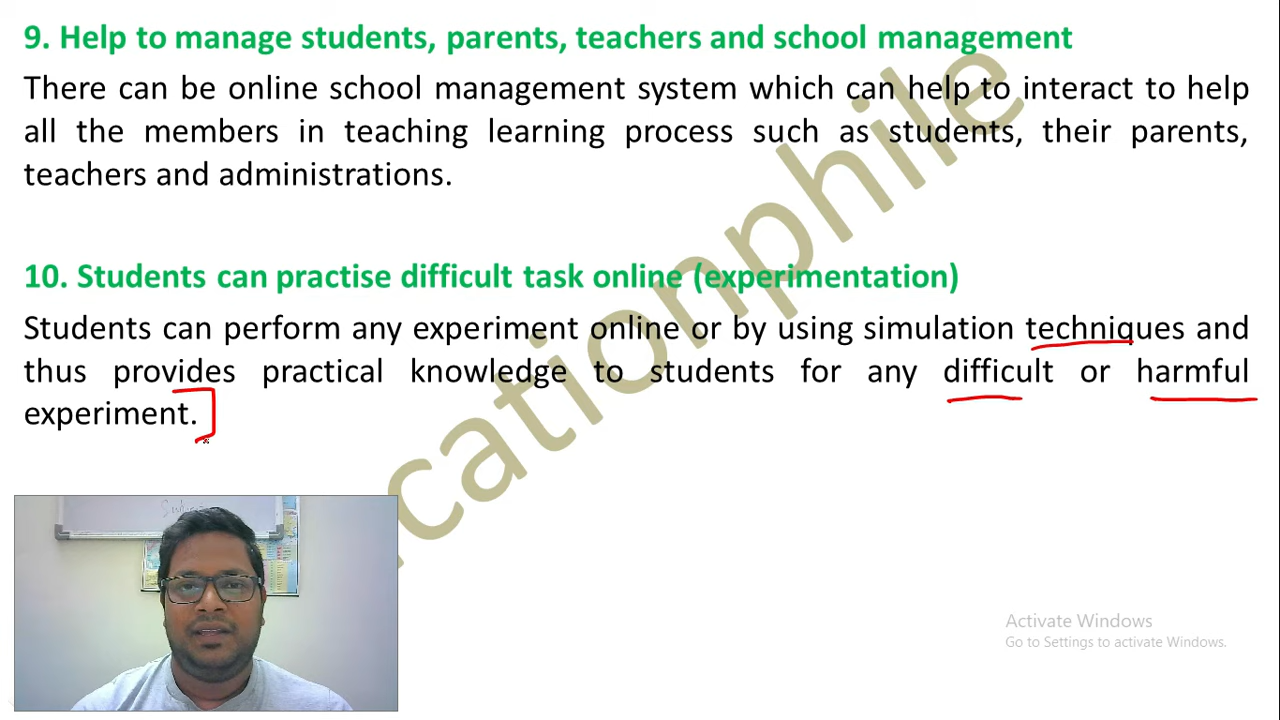 9. Help to manage students, parents, teachers and school management
There can be online school management system which can help to interact to help
all the members in teaching learning process such as students, their parents,
teachers and administrations.
10. Students can practise difficult task online (experimentation)
Students can perform any experiment online or by using simulation techniques and
thus provides practical knowledge to students for any difficult or harmful
experiment.
cationphile
Activate Windows
Go to Settings to activate Windows.